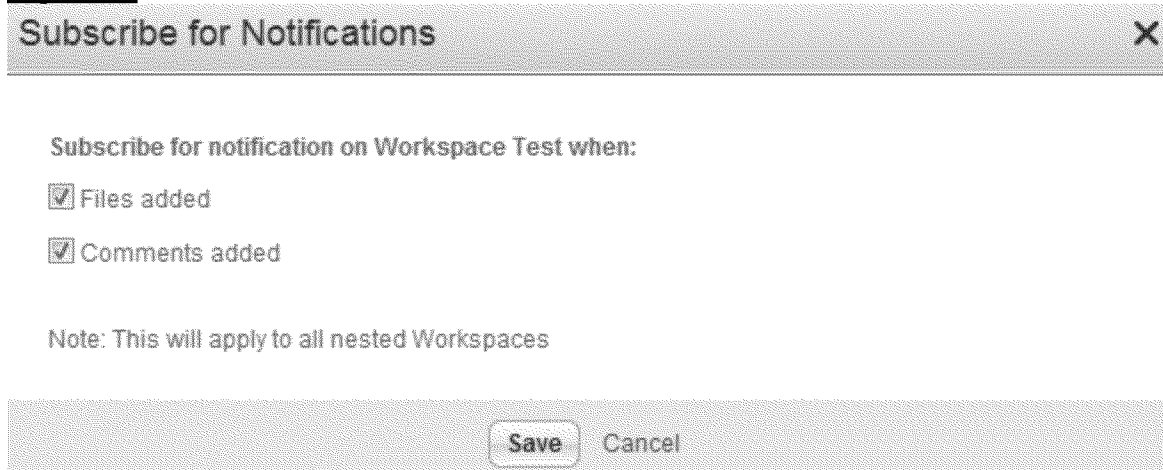 Subscribe for Notifications
Subscribe for notification on Workspace Test when:
Files added
Comments added
Note: This will apply to all nested Workspaces
Save Cancel